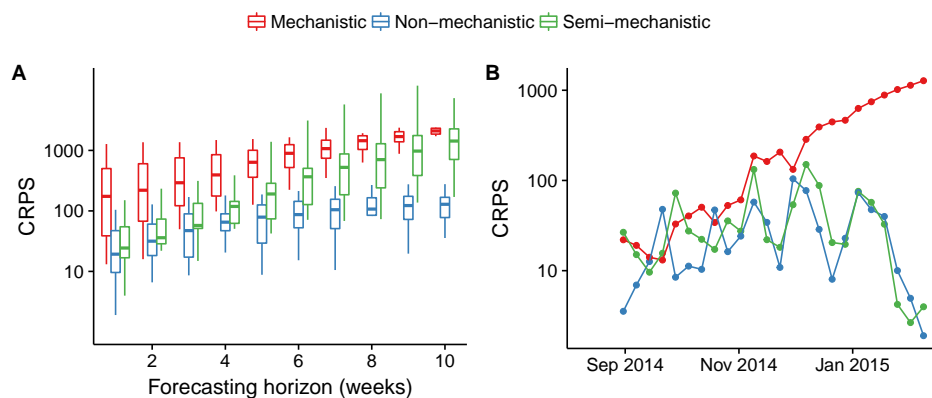 Mechanistic Non−mechanistic Semi−mechanistic
A
CRPS
1000
100
10
2 4 6 8 10
Forecasting horizon (weeks)
B
CRPS
1000
100
10
Sep 2014 Nov 2014 Jan 2015